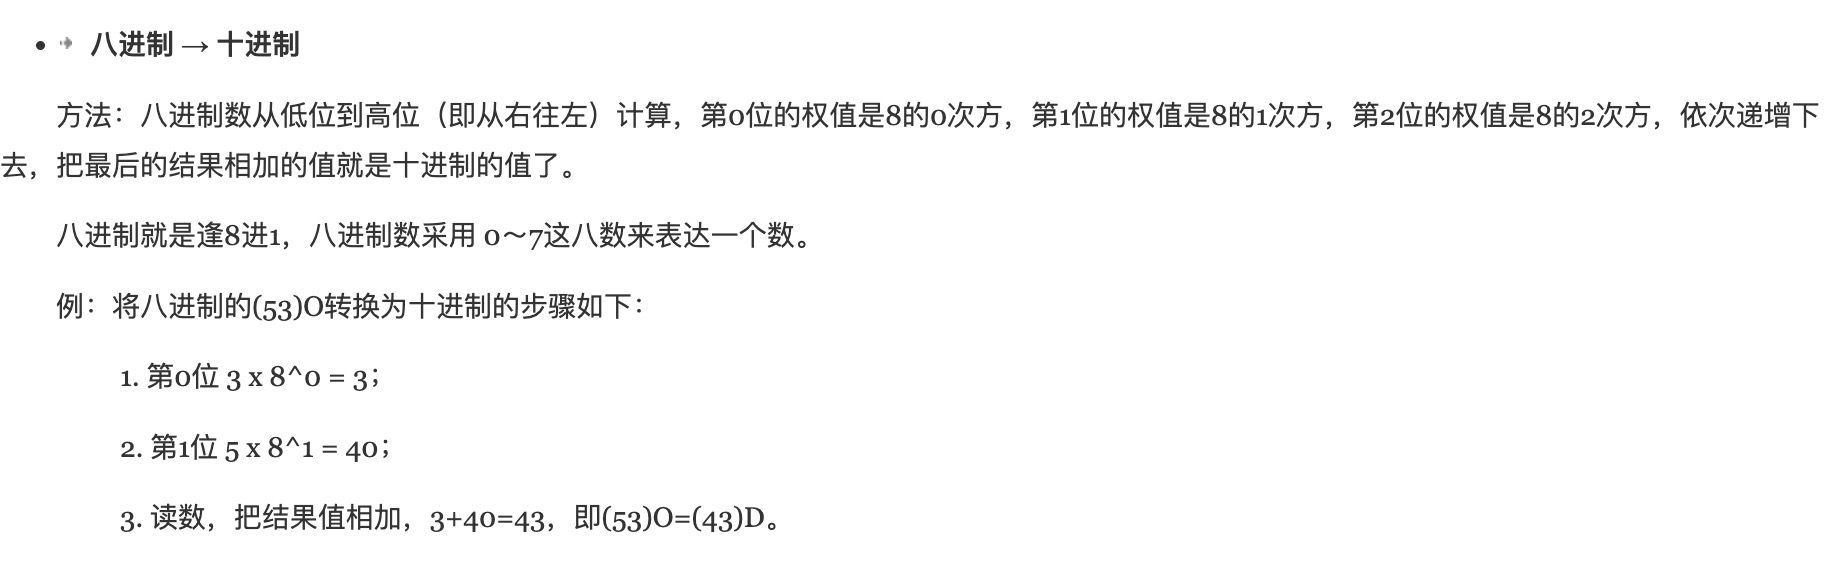 • 八进制 → 十进制
方法：八进制数从低位到高位（即从右往左）计算，第0位的权值是8的0次方，第1位的权值是8的1次方，第2位的权值是8的2次方，依次递增下
去，把最后的结果相加的值就是十进制的值了。
八进制就是逢8进1，八进制数采用 0～7这八数来表达一个数。
例：将八进制的(53)O转换为十进制的步骤如下：
1. 第0位 3 x 8^0 = 3；
2. 第1位 5 x 8^1 = 40；
3. 读数，把结果值相加，3+40=43，即(53)O=(43)D。